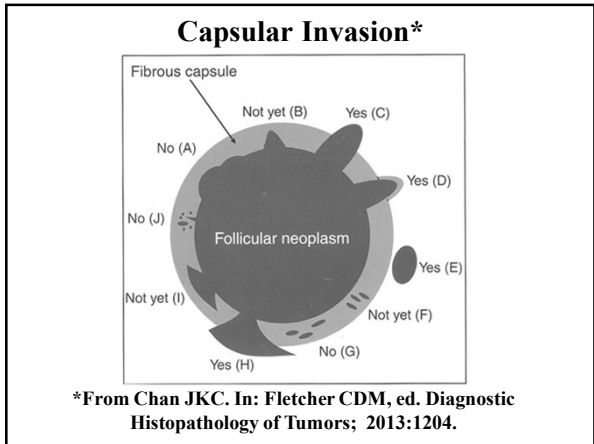 Capsular Invasion*
Fibrous capsule
Not yet (B)
Yes (C)
No (A)
Yes (D)
No (J)
Follicular neoplasm
Yes (E)
Not yet (I)
Not yet (F)
No (G)
Yes (H)
*From Chan JKC. In: Fletcher CDM, ed. Diagnostic
Histopathology of Tumors; 2013:1204.